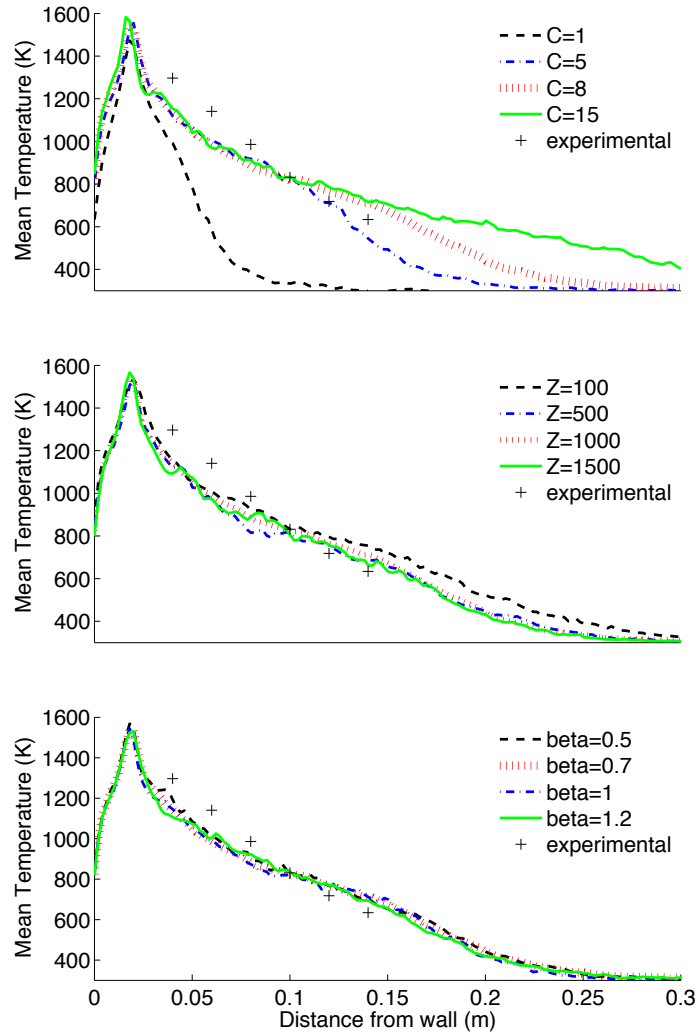 1600
1400
1200
1000
800
600
400
Mean Temperature (K)
C=1
C=5
C=8
C=15
experimental
1600
1400
1200
1000
800
600
400
Mean Temperature (K)
Z=100
Z=500
Z=1000
Z=1500
experimental
1600
1400
1200
1000
800
600
400
Mean Temperature (K)
beta=0.5
beta=0.7
beta=1
beta=1.2
experimental
0 0.05 0.1 0.15 0.2 0.25 0.3
Distance from wall (m)